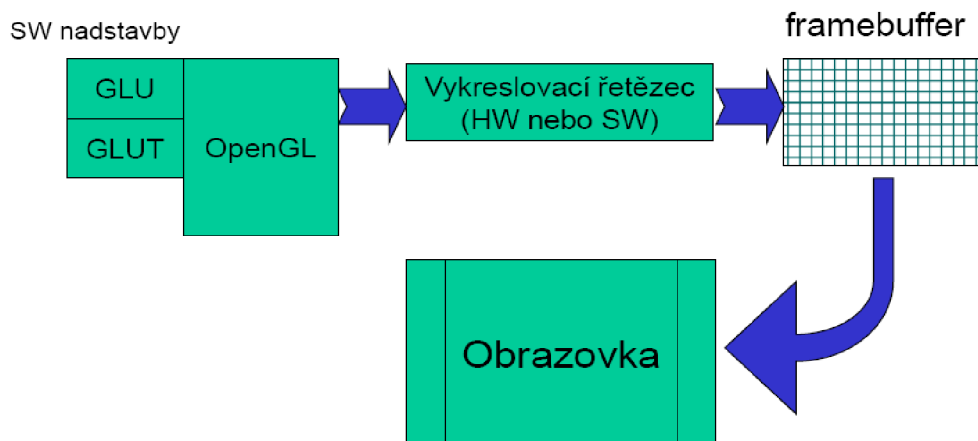 SW nadstavby
framebuffer
GLU
GLUT
OpenGL
Vykreslovací řetězec
(HW nebo SW)
Obrazovka